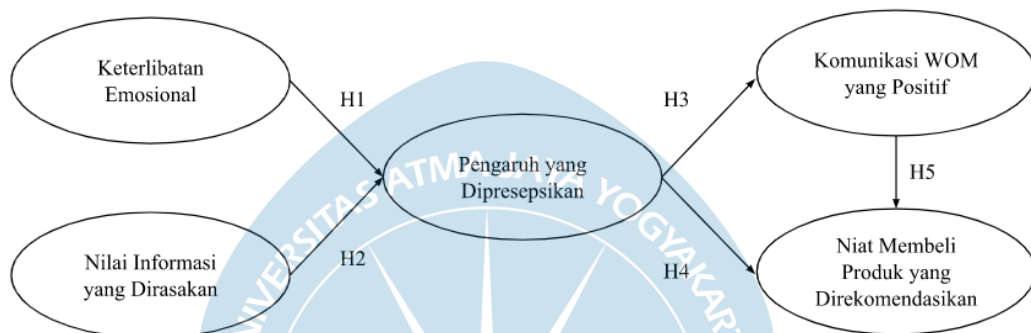 Keterlibatan
Emosional
H1
Nilai Informasi
yang Dirasakan
H2
Pengaruh yang
Dipresepsikan
H3
H4
Komunikasi WOM
yang Positif
H5
Niat Membeli
Produk yang
Direkomendasikan
UNIVERSITAS ATMA JAYA YOGYAKART